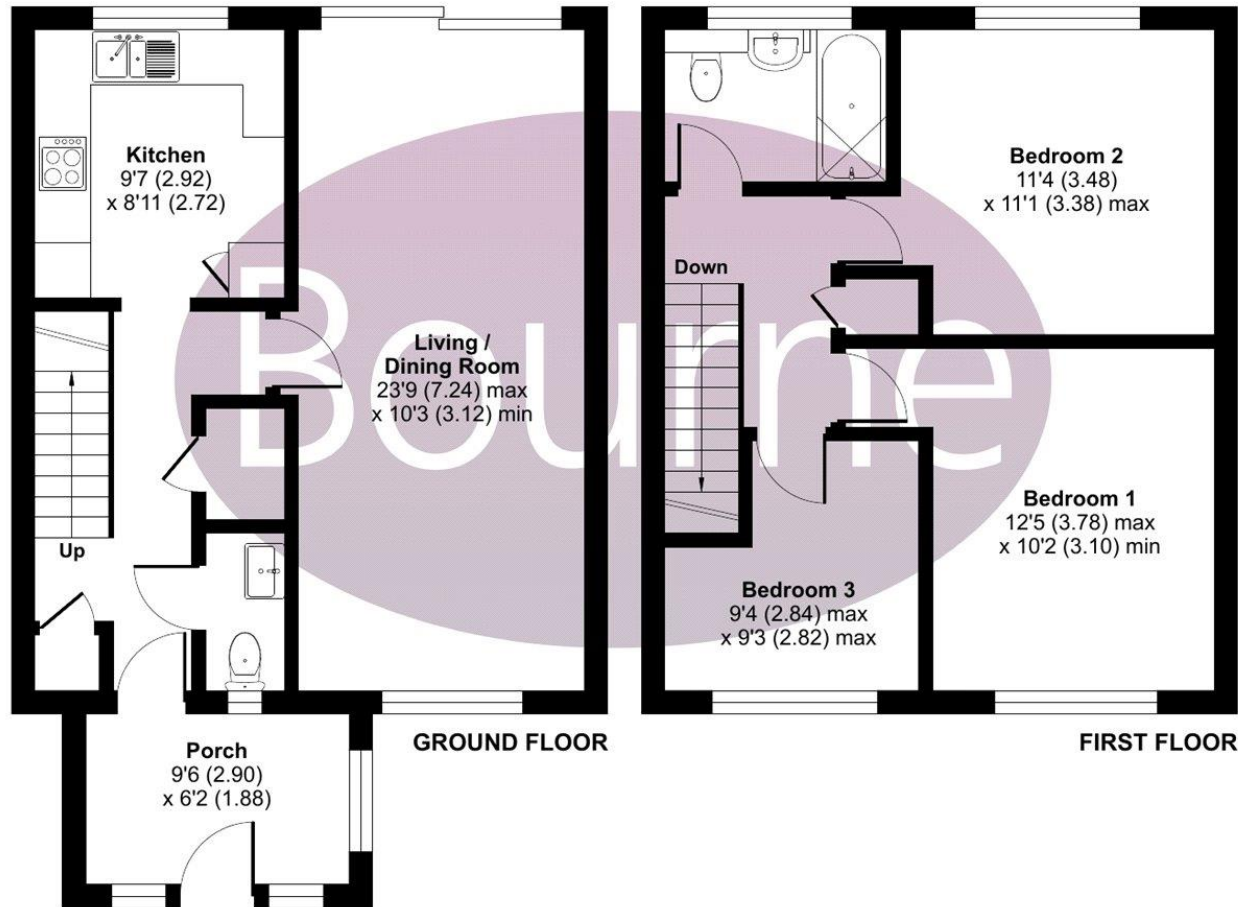 Kitchen
9'7 (2.92)
x 8'11 (2.72)
Living /
Dining Room
23'9 (7.24) max
x 10'3 (3.12) min
Up
Porch
9'6 (2.90)
x 6'2 (1.88)
GROUND FLOOR
Bedroom 2
11'4 (3.48)
x 11'1 (3.38) max
Down
Bedroom 1
12'5 (3.78) max
x 10'2 (3.10) min
Bedroom 3
9'4 (2.84) max
x 9'3 (2.82) max
FIRST FLOOR
Bourne